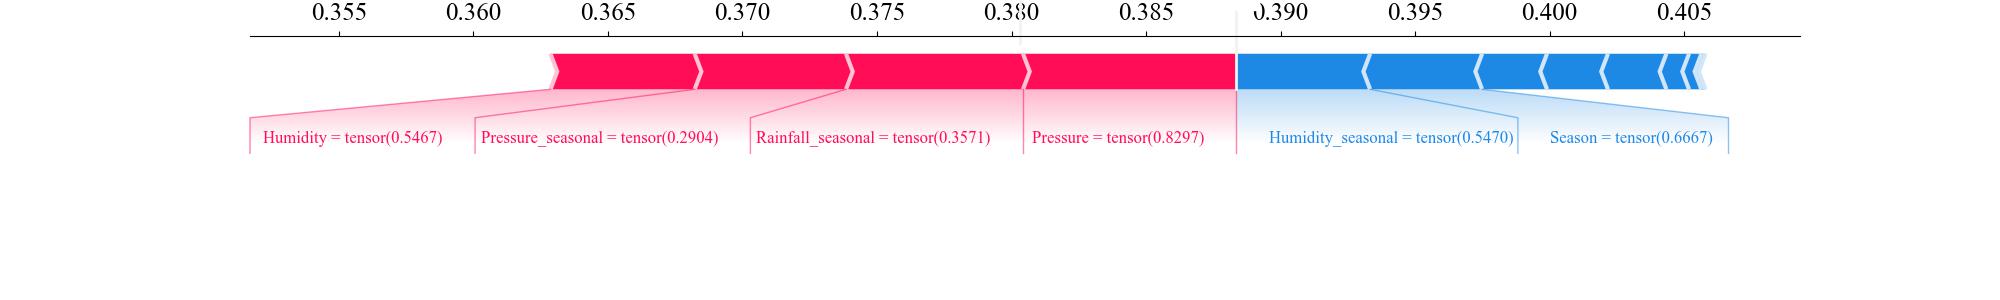 0.355 0.360 0.365 0.370 0.375 0.380 0.385 0.390 0.395 0.400 0.405
Humidity = tensor(0.5467) Pressure_seasonal = tensor(0.2904) Rainfall_seasonal = tensor(0.3571) Pressure = tensor(0.8297) Humidity_seasonal = tensor(0.5470) Season = tensor(0.6667)